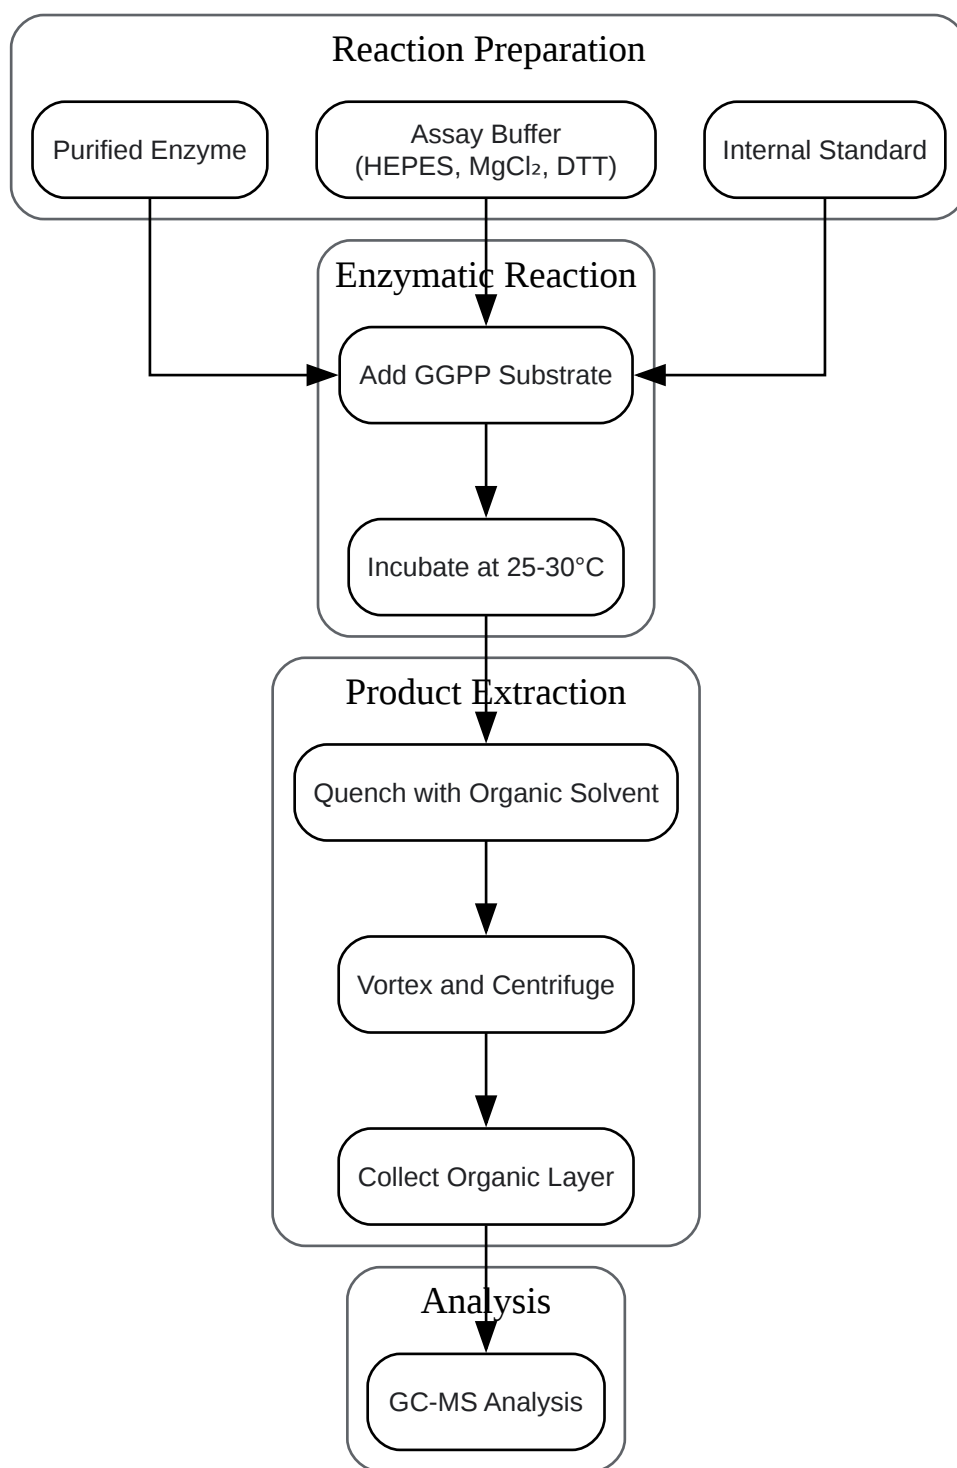 Reaction Preparation
Purified Enzyme
Assay Buffer
(HEPES, MgCl₂, DTT)
Internal Standard
Enzymatic Reaction
Add GGPP Substrate
Incubate at 25-30°C
Product Extraction
Quench with Organic Solvent
Vortex and Centrifuge
Collect Organic Layer
Analysis
GC-MS Analysis